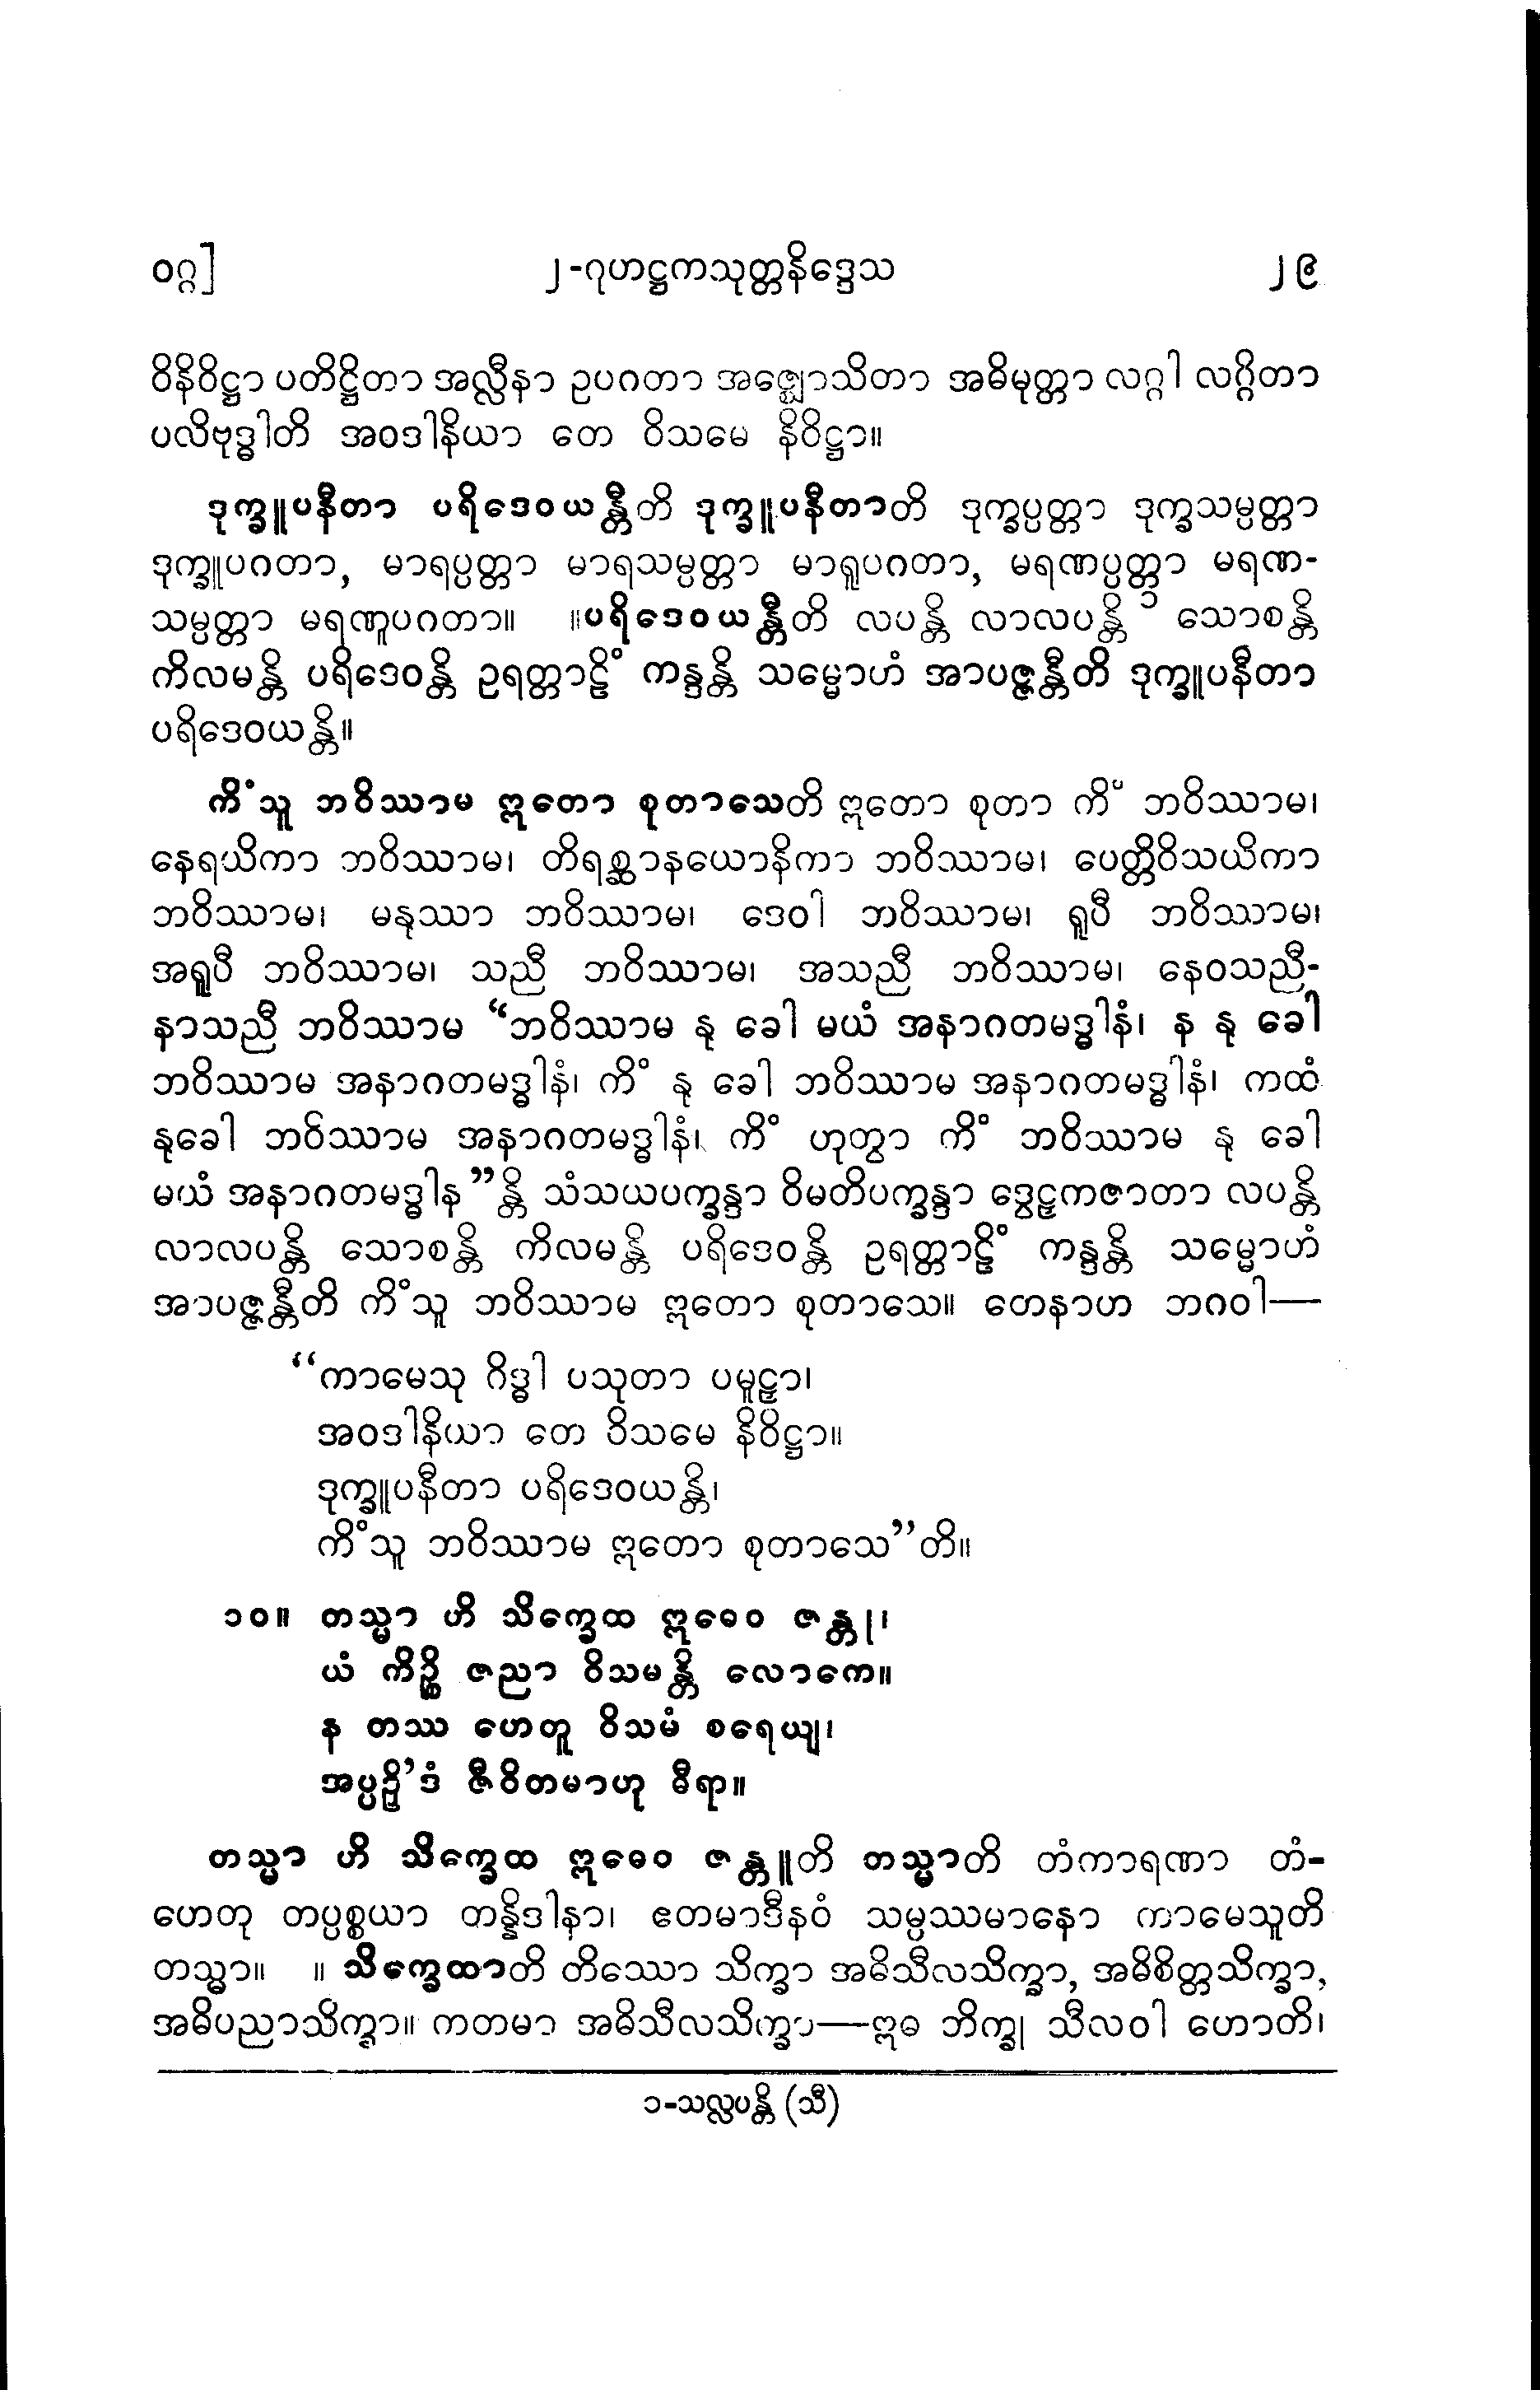 ဝဂ္ဂ] ၂-ဂုဟဋ္ဌကသုတ္တနိဒ္ဒေသ ၂၉
ဝိနိဝိဋ္ဌာ ပတိဋ္ဌိတာ အလ္လီနာ ဥပဂတာ အဇ္ဈောသိတာ အဓိမုတ္တာ လဂ္ဂါ လဂ္ဂိတာ
ပလိဗုဒ္ဓါတိ အဝဒါနိယာ တေ ဝိသမေ နိဝိဋ္ဌာ။
ဒုက္ခူပနီတာ ပရိဒေဝယန္တီတိ ဒုက္ခူပနီတာတိ ဒုက္ခပ္ပတ္တာ ဒုက္ခသမ္ပတ္တာ
ဒုက္ခူပဂတာ, မာရပ္ပတ္တာ မာရသမ္ပတ္တာ မာရူပဂတာ, မရဏပ္ပတ္တာ မရဏ-
သမ္ပတ္တာ မရဏူပဂတာ။ ။ပရိဒေဝယန္တီတိ လပန္တိ လာလပန္တိ ၁ သောစန္တိ
ကိလမန္တိ ပရိဒေဝန္တိ ဥရတ္တာဠိံ ကန္ဒန္တိ သမ္မောဟံ အာပဇ္ဇန္တီတိ ဒုက္ခူပနီတာ
ပရိဒေဝယန္တိ။
ကိံသူ ဘဝိဿာမ ဣတော စုတာသေတိ ဣတော စုတာ ကိံ ဘဝိဿာမ၊
နေရယိကာ ဘဝိဿာမ၊ တိရစ္ဆာနယောနိကာ ဘဝိဿာမ၊ ပေတ္တိဝိသယိကာ
ဘဝိဿာမ၊ မနုဿာ ဘဝိဿာမ၊ ဒေဝါ ဘဝိဿာမ၊ ရူပီ ဘဝိဿာမ၊
အရူပီ ဘဝိဿာမ၊ သညီ ဘဝိဿာမ၊ အသညီ ဘဝိဿာမ၊ နေဝသညီ-
နာသညီ ဘဝိဿာမ “ဘဝိဿာမ နု ခေါ မယံ အနာဂတမဒ္ဓါနံ၊ န နု ခေါ
ဘဝိဿာမ အနာဂတမဒ္ဓါနံ၊ ကိံ နု ခေါ ဘဝိဿာမ အနာဂတမဒ္ဓါနံ၊ ကထံ
နုခေါ ဘဝိဿာမ အနာဂတမဒ္ဓါနံ၊ ကိံ ဟုတွာ ကိံ ဘဝိဿာမ နု ခေါ
မယံ အနာဂတမဒ္ဓါန”န္တိ သံသယပက္ခန္ဒာ ဝိမတိပက္ခန္ဒာ ဒွေဠှကဇာတာ လပန္တိ
လာလပန္တိ သောစန္တိ ကိလမန္တိ ပရိဒေဝန္တိ ဥရတ္တာဠိံ ကန္ဒန္တိ သမ္မောဟံ
အာပဇ္ဇန္တီတိ ကိံသူ ဘဝိဿာမ ဣတော စုတာသေ။ တေနာဟ ဘဂဝါ—
“ကာမေသု ဂိဒ္ဓါ ပသုတာ ပမူဠှာ၊
အဝဒါနိယာ တေ ဝိသမေ နိဝိဋ္ဌာ။
ဒုက္ခူပနီတာ ပရိဒေဝယန္တိ၊
ကိံသူ ဘဝိဿာမ ဣတော စုတာသေ”တိ။
၁၀။ တသ္မာ ဟိ သိက္ခေထ ဣဓေဝ ဇန္တု၊
ယံ ကိဉ္စိ ဇညာ ဝိသမန္တိ လောကေ။
န တဿ ဟေတူ ဝိသမံ စရေယျ၊
အပ္ပဉှိ’ဒံ ဇီဝိတမာဟု ဓီရာ။
တသ္မာ ဟိ သိက္ခေထ ဣဓေဝ ဇန္တူတိ တသ္မာတိ တံကာရဏာ တံ-
ဟေတု တပ္ပစ္စယာ တန္နိဒါနာ၊ ဧတမာဒီနဝံ သမ္ပဿမာနော ကာမေသူတိ
တသ္မာ။ ။ သိက္ခေထာတိ တိဿော သိက္ခာ အဓိသီလသိက္ခာ, အဓိစိတ္တသိက္ခာ,
အဓိပညာသိက္ခာ။ ကတမာ အဓိသီလသိက္ခာ—ဣဓ ဘိက္ခု သီလဝါ ဟောတိ၊
၁-သလ္လပန္တိ (သီ)